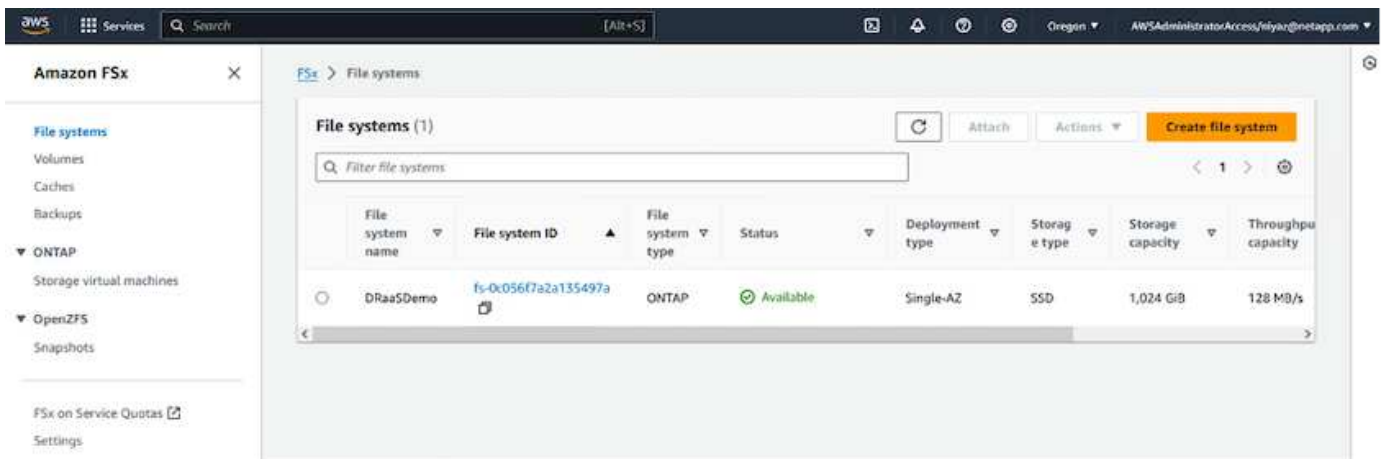 aws Services Search [Alt+S] Oregon AWSAdministratorAccess/niyaz@netapp.com
Amazon FSx
File systems
Volumes
Caches
Backups
ONTAP
Storage virtual machines
OpenZFS
Snapshots
FSx on Service Quotas
Settings
FSx > File systems
File systems (1)
Attach Actions Create file system
Filter file systems
1
File system name
File system ID
File system type
Status
Deployment type
Storage type
Storage capacity
Throughpu capacity
DRaaSDemo fs-0c056f7a2a135497a ONTAP Available Single-AZ SSD 1,024 GiB 128 MB/s